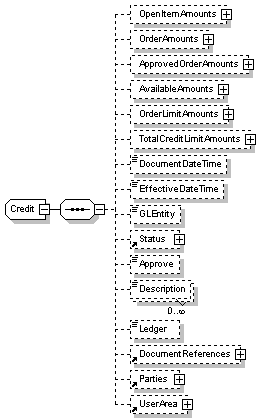 OpenItemAmounts
OrderAmounts
ApprovedOrderAmounts
AvailableAmounts
OrderLimitAmounts
TotalCreditLimitAmounts
DocumentDateTime
EffectiveDateTime
Credit
GLEntity
Status
Approve
Description
0..∞
Ledger
DocumentReferences
Parties
UserArea